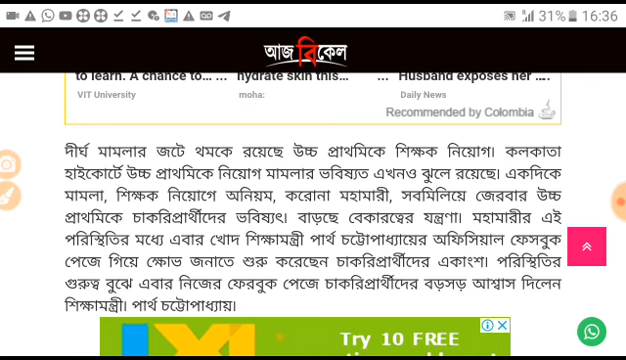 31% 16:36
আজ বিকেল
to learn. A chance to... ... hydrate skin this... ... Husband exposes her ....
VIT University moha: Daily News
Recommended by Colombia
দীর্ঘ মামলার জটে থমকে রয়েছে উচ্চ প্রাথমিকে শিক্ষক নিয়োগ। কলকাতা
হাইকোর্টে উচ্চ প্রাথমিকে নিয়োগ মামলার ভবিষ্যত এখনও ঝুলে রয়েছে। একদিকে
মামলা, শিক্ষক নিয়োগে অনিয়ম, করোনা মহামারী, সবমিলিয়ে জেরবার উচ্চ
প্রাথমিকে চাকরিপ্রার্থীদের ভবিষ্যৎ। বাড়ছে বেকারত্বের যন্ত্রণা। মহামারীর এই
পরিস্থিতির মধ্যে এবার খোদ শিক্ষামন্ত্রী পার্থ চট্টোপাধ্যায়ের অফিসিয়াল ফেসবুক
পেজে গিয়ে ক্ষোভ জনাতে শুরু করেছেন চাকরিপ্রার্থীদের একাংশ। পরিস্থিতির
গুরুত্ব বুঝে এবার নিজের ফেরবুক পেজে চাকরিপ্রার্থীদের বড়সড় আশ্বাস দিলেন
শিক্ষামন্ত্রী। পার্থ চট্টোপাধ্যায়।
Try 10 FREE